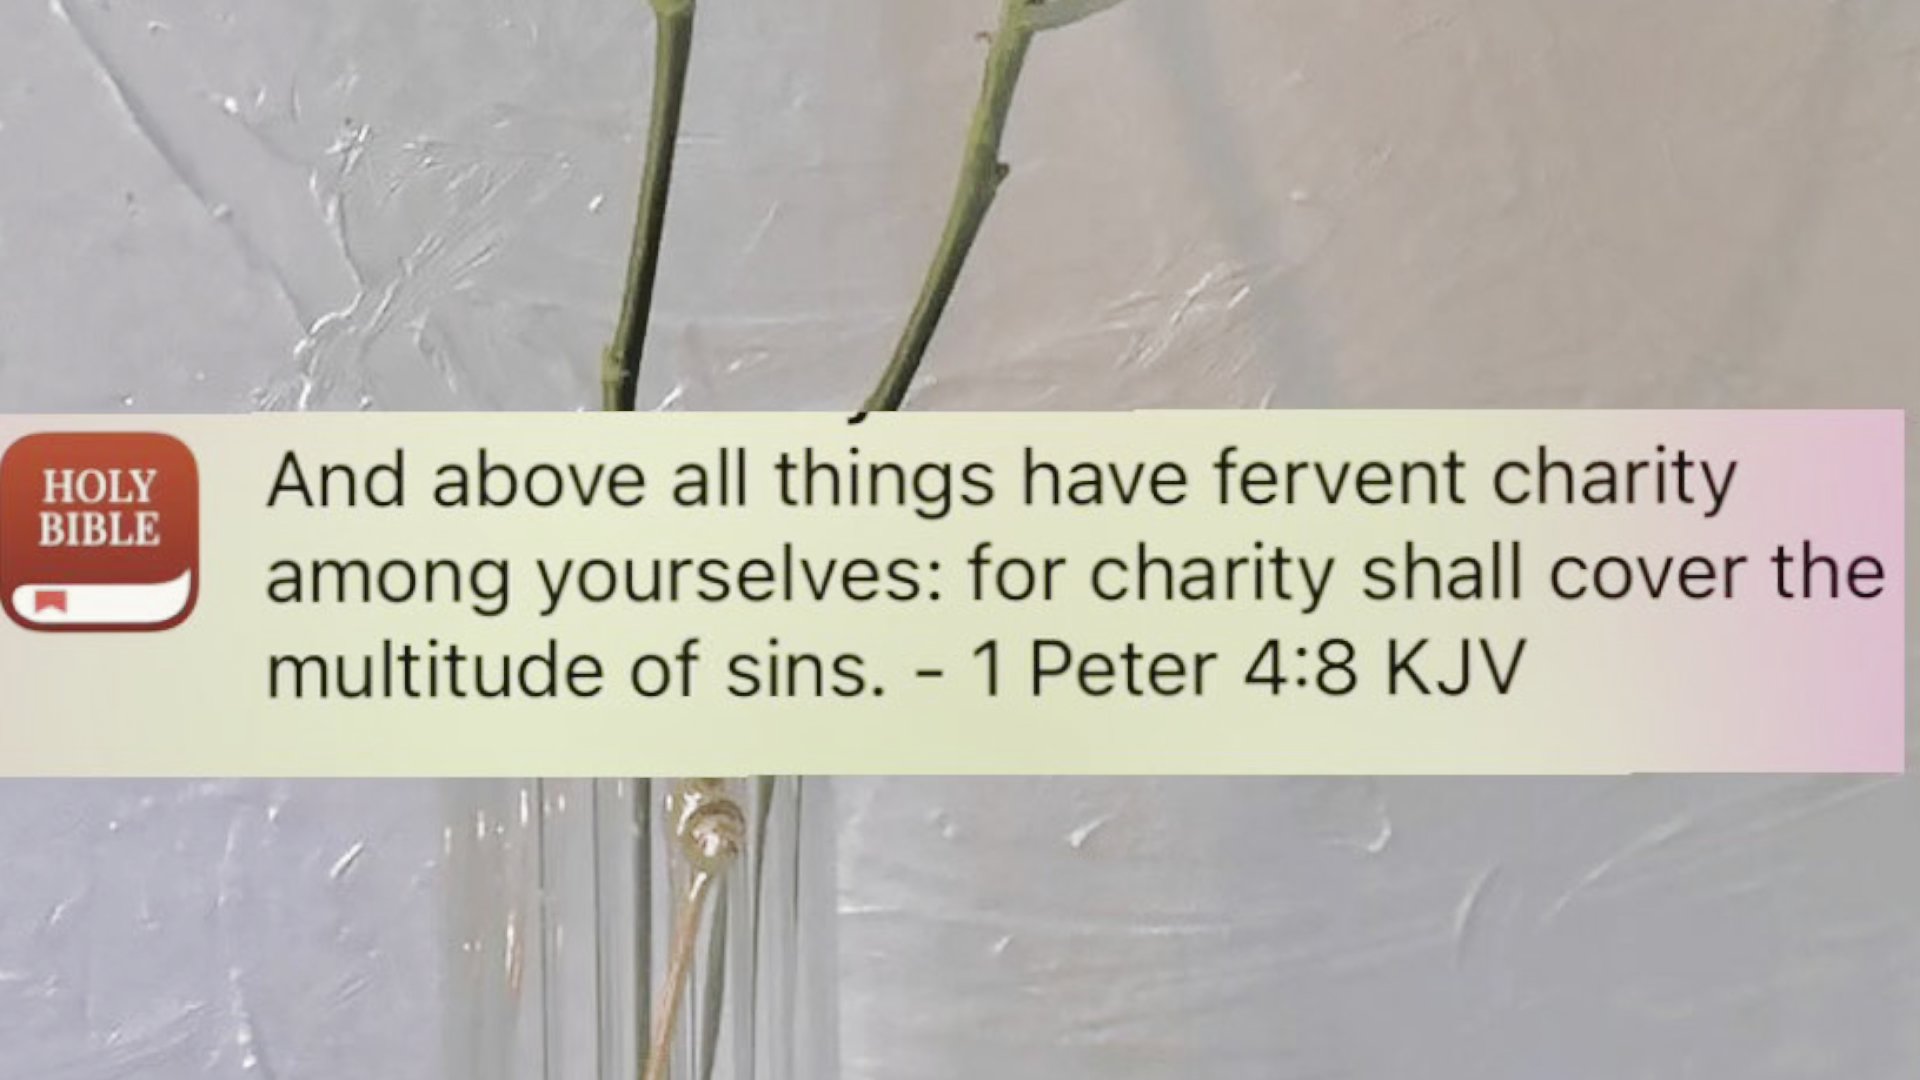 HOLY
BIBLE
And above all things have fervent charity
among yourselves: for charity shall cover the
multitude of sins. - 1 Peter 4:8 KJV